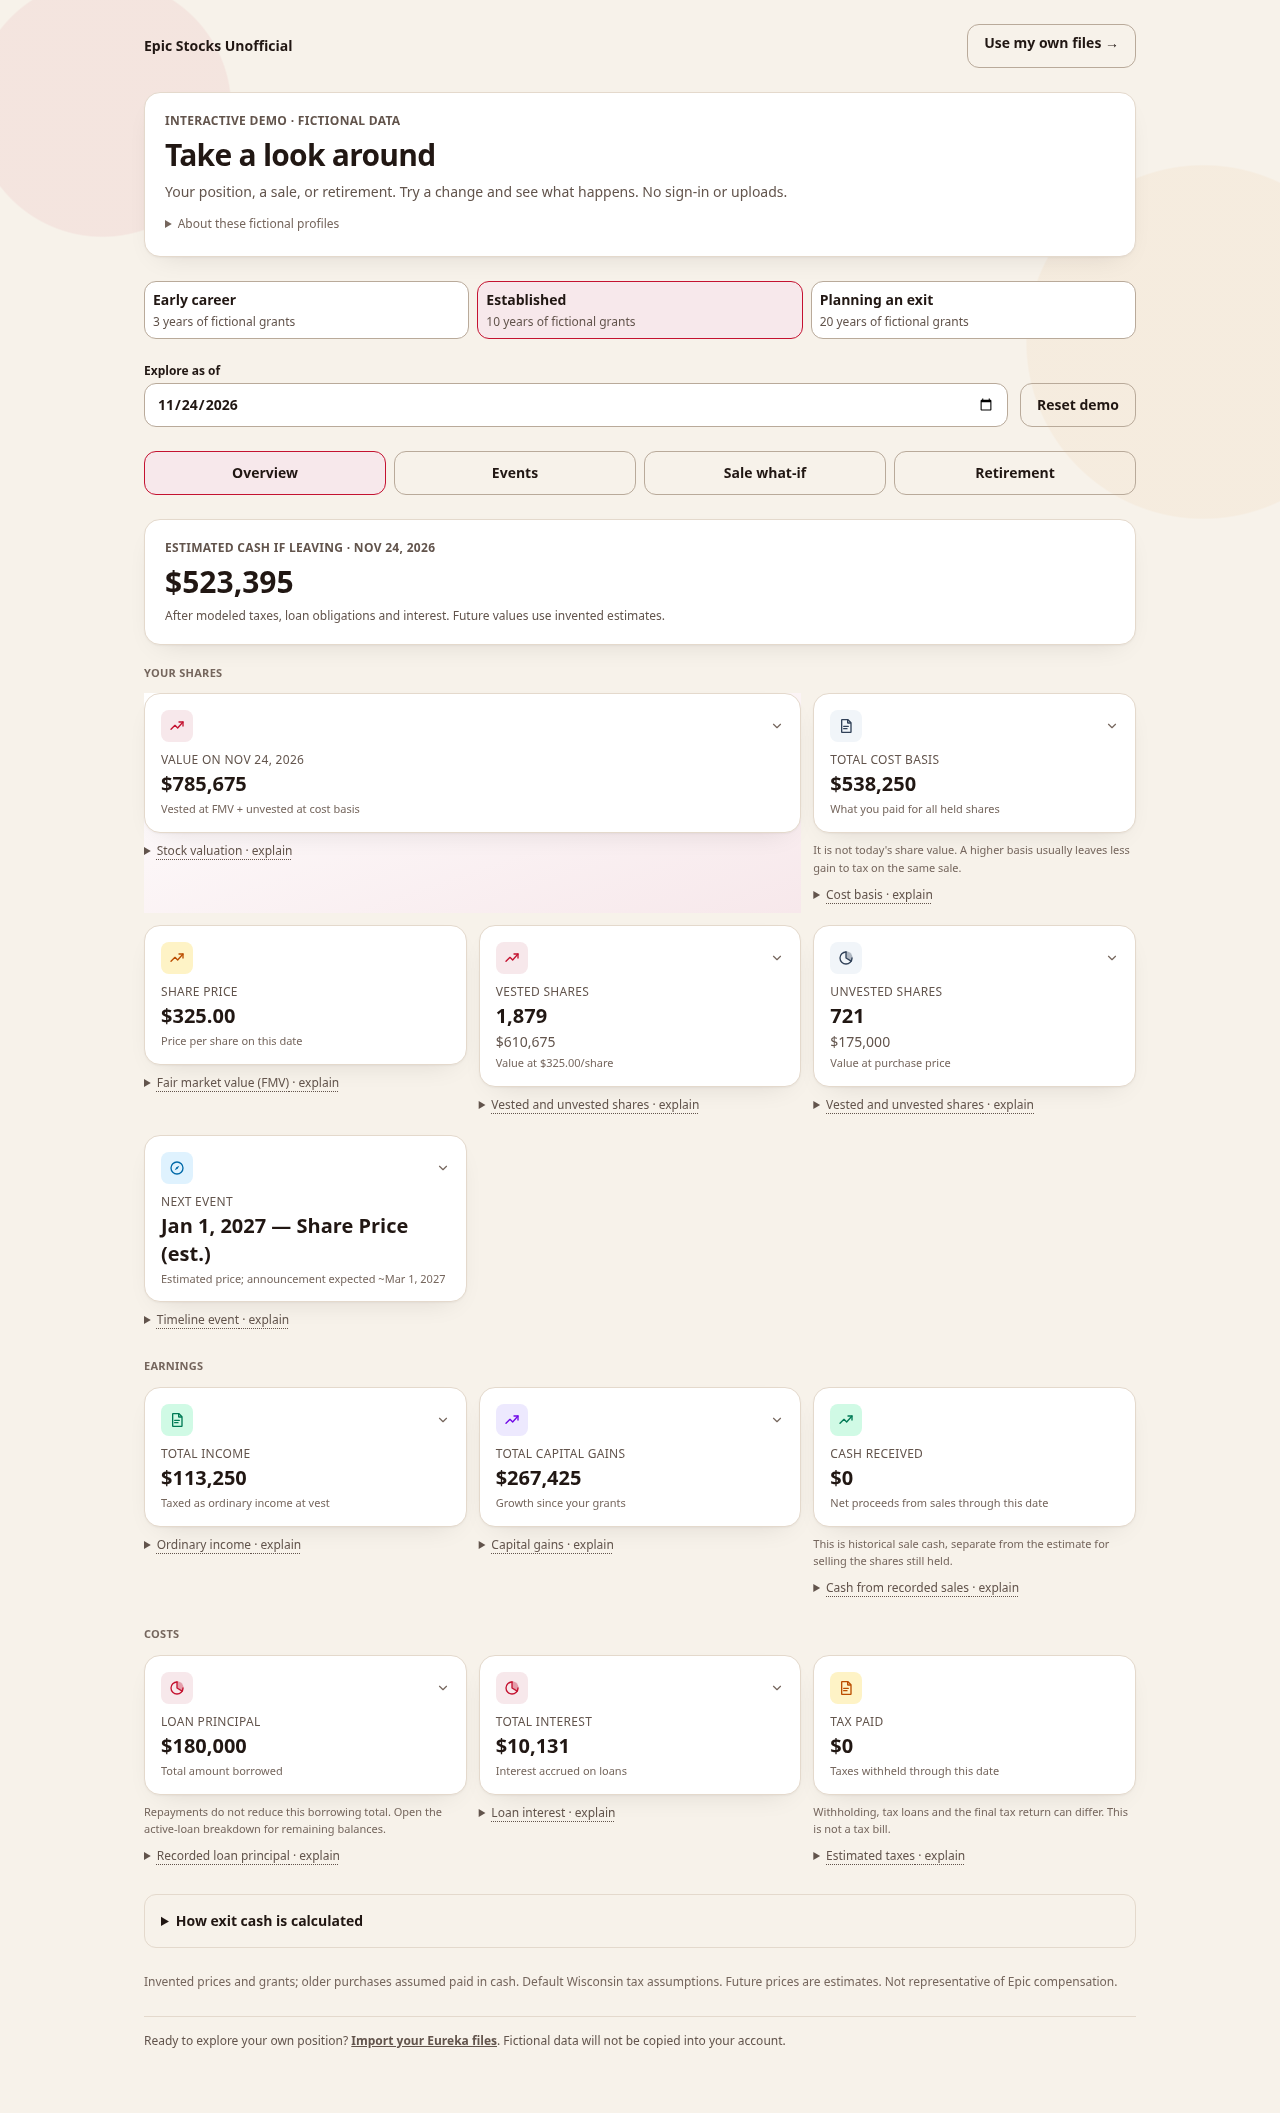 Epic Stocks Unofficial
Use my own files →
INTERACTIVE DEMO · FICTIONAL DATA
Take a look around
Your position, a sale, or retirement. Try a change and see what happens. No sign-in or uploads.
About these fictional profiles
Early career
3 years of fictional grants
Established
10 years of fictional grants
Planning an exit
20 years of fictional grants
Explore as of
11/24/2026
Reset demo
Overview
Events
Sale what-if
Retirement
ESTIMATED CASH IF LEAVING · NOV 24, 2026
$523,395
After modeled taxes, loan obligations and interest. Future values use invented estimates.
YOUR SHARES
VALUE ON NOV 24, 2026
$785,675
Vested at FMV + unvested at cost basis
Stock valuation · explain
TOTAL COST BASIS
$538,250
What you paid for all held shares
It is not today's share value. A higher basis usually leaves less
gain to tax on the same sale.
Cost basis · explain
SHARE PRICE
$325.00
Price per share on this date
Fair market value (FMV) · explain
VESTED SHARES
1,879
$610,675
Value at $325.00/share
Vested and unvested shares · explain
UNVESTED SHARES
721
$175,000
Value at purchase price
Vested and unvested shares · explain
NEXT EVENT
Jan 1, 2027 — Share Price
(est.)
Estimated price; announcement expected ~Mar 1, 2027
Timeline event · explain
EARNINGS
TOTAL INCOME
$113,250
Taxed as ordinary income at vest
Ordinary income · explain
TOTAL CAPITAL GAINS
$267,425
Growth since your grants
Capital gains · explain
CASH RECEIVED
$0
Net proceeds from sales through this date
This is historical sale cash, separate from the estimate for
selling the shares still held.
Cash from recorded sales · explain
COSTS
LOAN PRINCIPAL
$180,000
Total amount borrowed
Repayments do not reduce this borrowing total. Open the
active-loan breakdown for remaining balances.
Recorded loan principal · explain
TOTAL INTEREST
$10,131
Interest accrued on loans
Loan interest · explain
TAX PAID
$0
Taxes withheld through this date
Withholding, tax loans and the final tax return can differ. This
is not a tax bill.
Estimated taxes · explain
How exit cash is calculated
Invented prices and grants; older purchases assumed paid in cash. Default Wisconsin tax assumptions. Future prices are estimates. Not representative of Epic compensation.
Ready to explore your own position? Import your Eureka files. Fictional data will not be copied into your account.